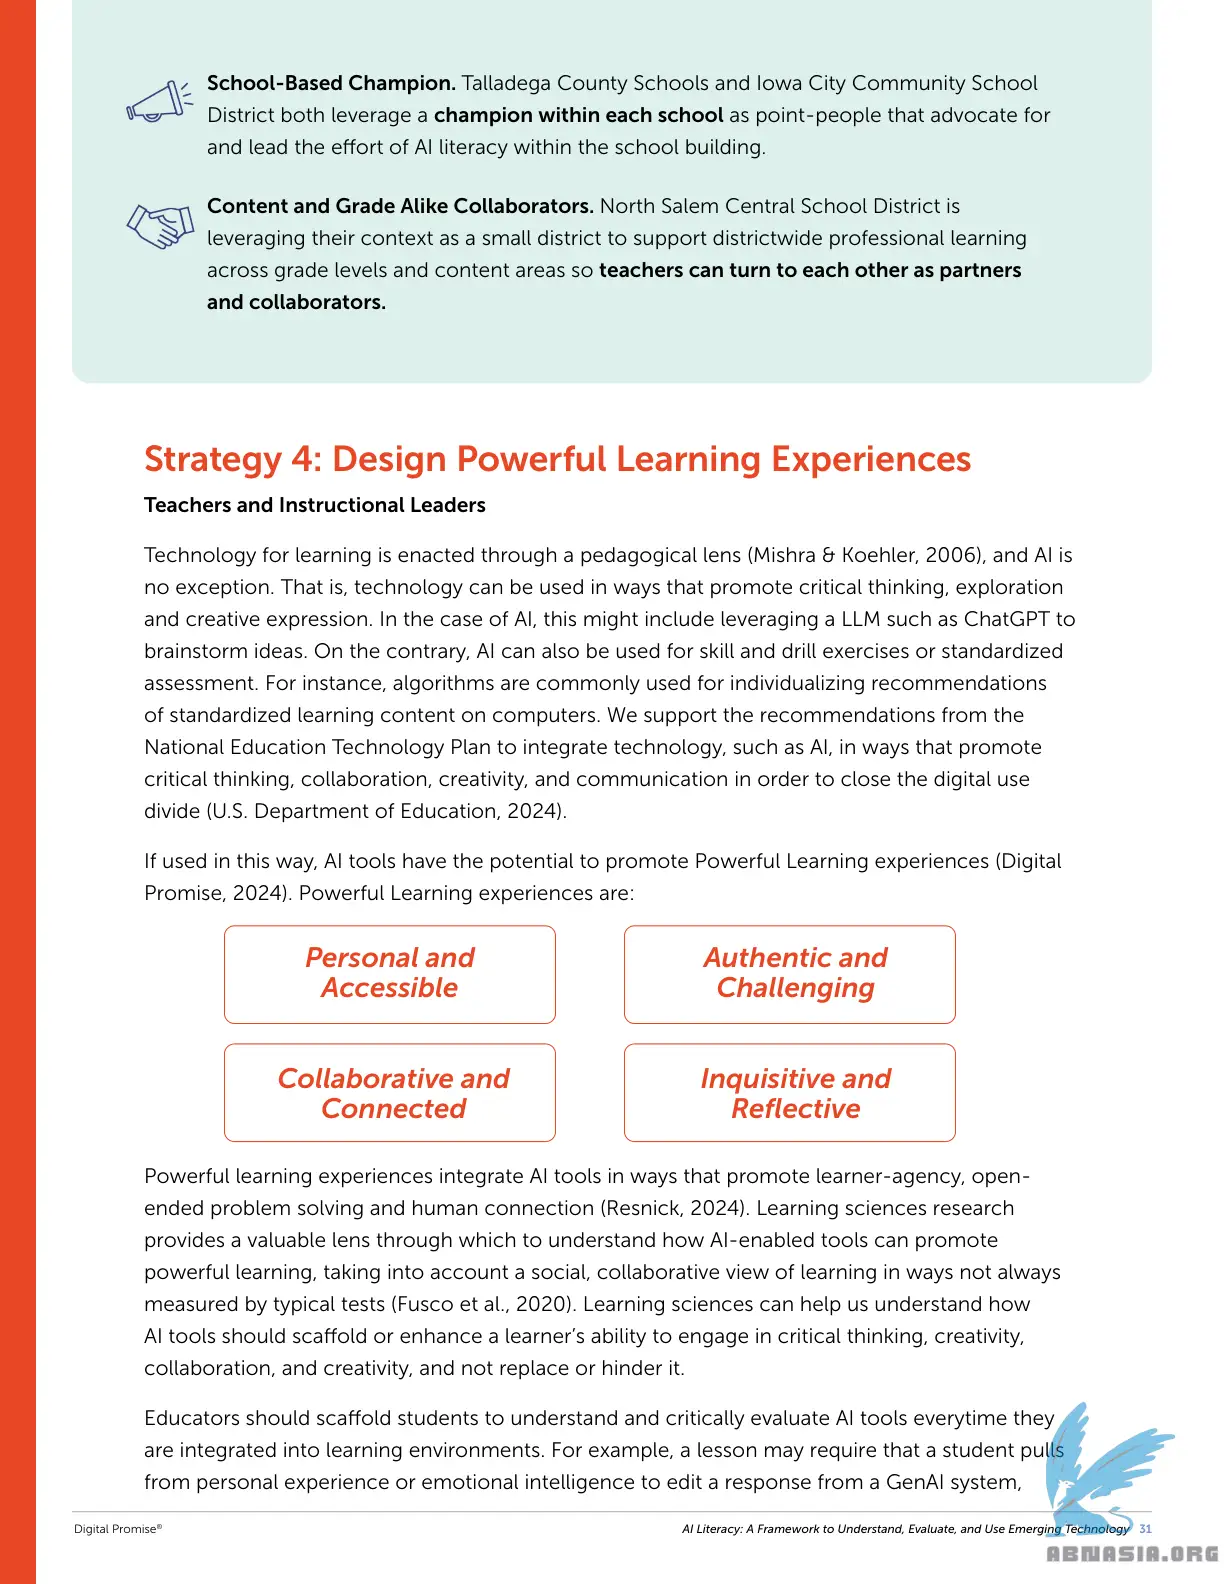 School-Based Champion. Talladega County Schools and Iowa City Community School
District both leverage a champion within each school as point-people that advocate for
and lead the effort of AI literacy within the school building.
Content and Grade Alike Collaborators. North Salem Central School District is
leveraging their context as a small district to support districtwide professional learning
across grade levels and content areas so teachers can turn to each other as partners
and collaborators.
Strategy 4: Design Powerful Learning Experiences
Teachers and Instructional Leaders
Technology for learning is enacted through a pedagogical lens (Mishra & Koehler, 2006), and AI is
no exception. That is, technology can be used in ways that promote critical thinking, exploration
and creative expression. In the case of AI, this might include leveraging a LLM such as ChatGPT to
brainstorm ideas. On the contrary, AI can also be used for skill and drill exercises or standardized
assessment. For instance, algorithms are commonly used for individualizing recommendations
of standardized learning content on computers. We support the recommendations from the
National Education Technology Plan to integrate technology, such as AI, in ways that promote
critical thinking, collaboration, creativity, and communication in order to close the digital use
divide (U.S. Department of Education, 2024).
If used in this way, AI tools have the potential to promote Powerful Learning experiences (Digital
Promise, 2024). Powerful Learning experiences are:
Personal and
Accessible
Authentic and
Challenging
Collaborative and
Connected
Inquisitive and
Reflective
Powerful learning experiences integrate AI tools in ways that promote learner-agency, open-
ended problem solving and human connection (Resnick, 2024). Learning sciences research
provides a valuable lens through which to understand how AI-enabled tools can promote
powerful learning, taking into account a social, collaborative view of learning in ways not always
measured by typical tests (Fusco et al., 2020). Learning sciences can help us understand how
AI tools should scaffold or enhance a learner's ability to engage in critical thinking, creativity,
collaboration, and creativity, and not replace or hinder it.
Educators should scaffold students to understand and critically evaluate AI tools everytime they
are integrated into learning environments. For example, a lesson may require that a student pulls
from personal experience or emotional intelligence to edit a response from a GenAI system,
Digital Promise®
AI Literacy: A Framework to Understand, Evaluate, and Use Emerging Technology 31
ABNASIA.ORG